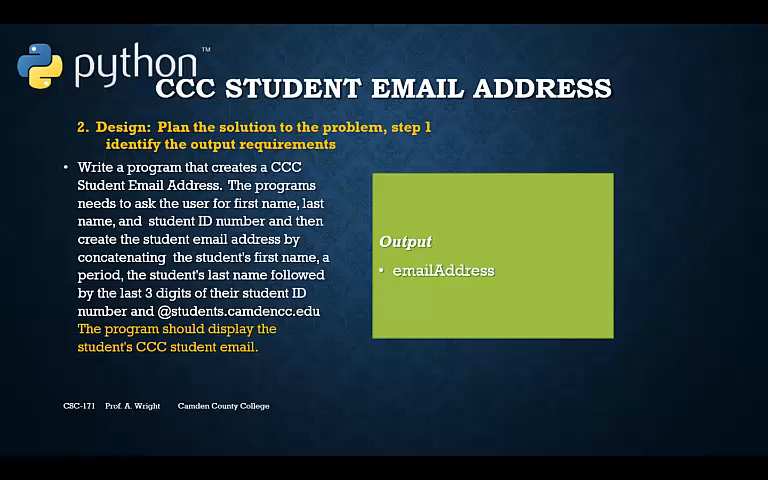 python™
CCC STUDENT EMAIL ADDRESS
2. Design: Plan the solution to the problem, step 1
identify the output requirements
• Write a program that creates a CCC
Student Email Address. The programs
needs to ask the user for first name, last
name, and student ID number and then
create the student email address by
concatenating the student's first name, a
period, the student's last name followed
by the last 3 digits of their student ID
number and @students.camdencc.edu
The program should display the
student's CCC student email.
Output
• emailAddress
CSC-171 Prof. A. Wright Camden County College